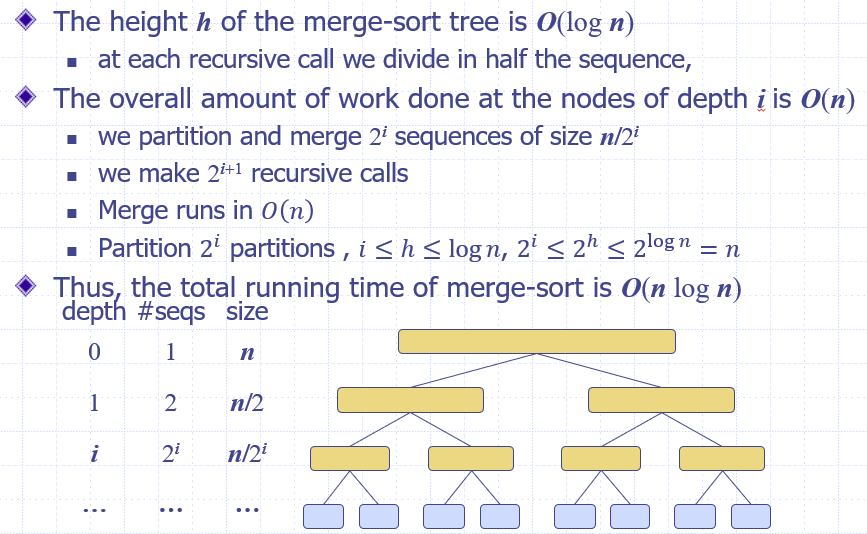 The height h of the merge-sort tree is O(log n)
at each recursive call we divide in half the sequence,
The overall amount of work done at the nodes of depth i is O(n)
we partition and merge 2^i sequences of size n/2^i
we make 2^{i+1} recursive calls
Merge runs in O(n)
Partition 2^i partitions , i ≤ h ≤ log n, 2^i ≤ 2^h ≤ 2^{log n} = n
Thus, the total running time of merge-sort is O(n log n)
depth #seqs size
0 1 n
1 2 n/2
i 2^i n/2^i
... ... ...